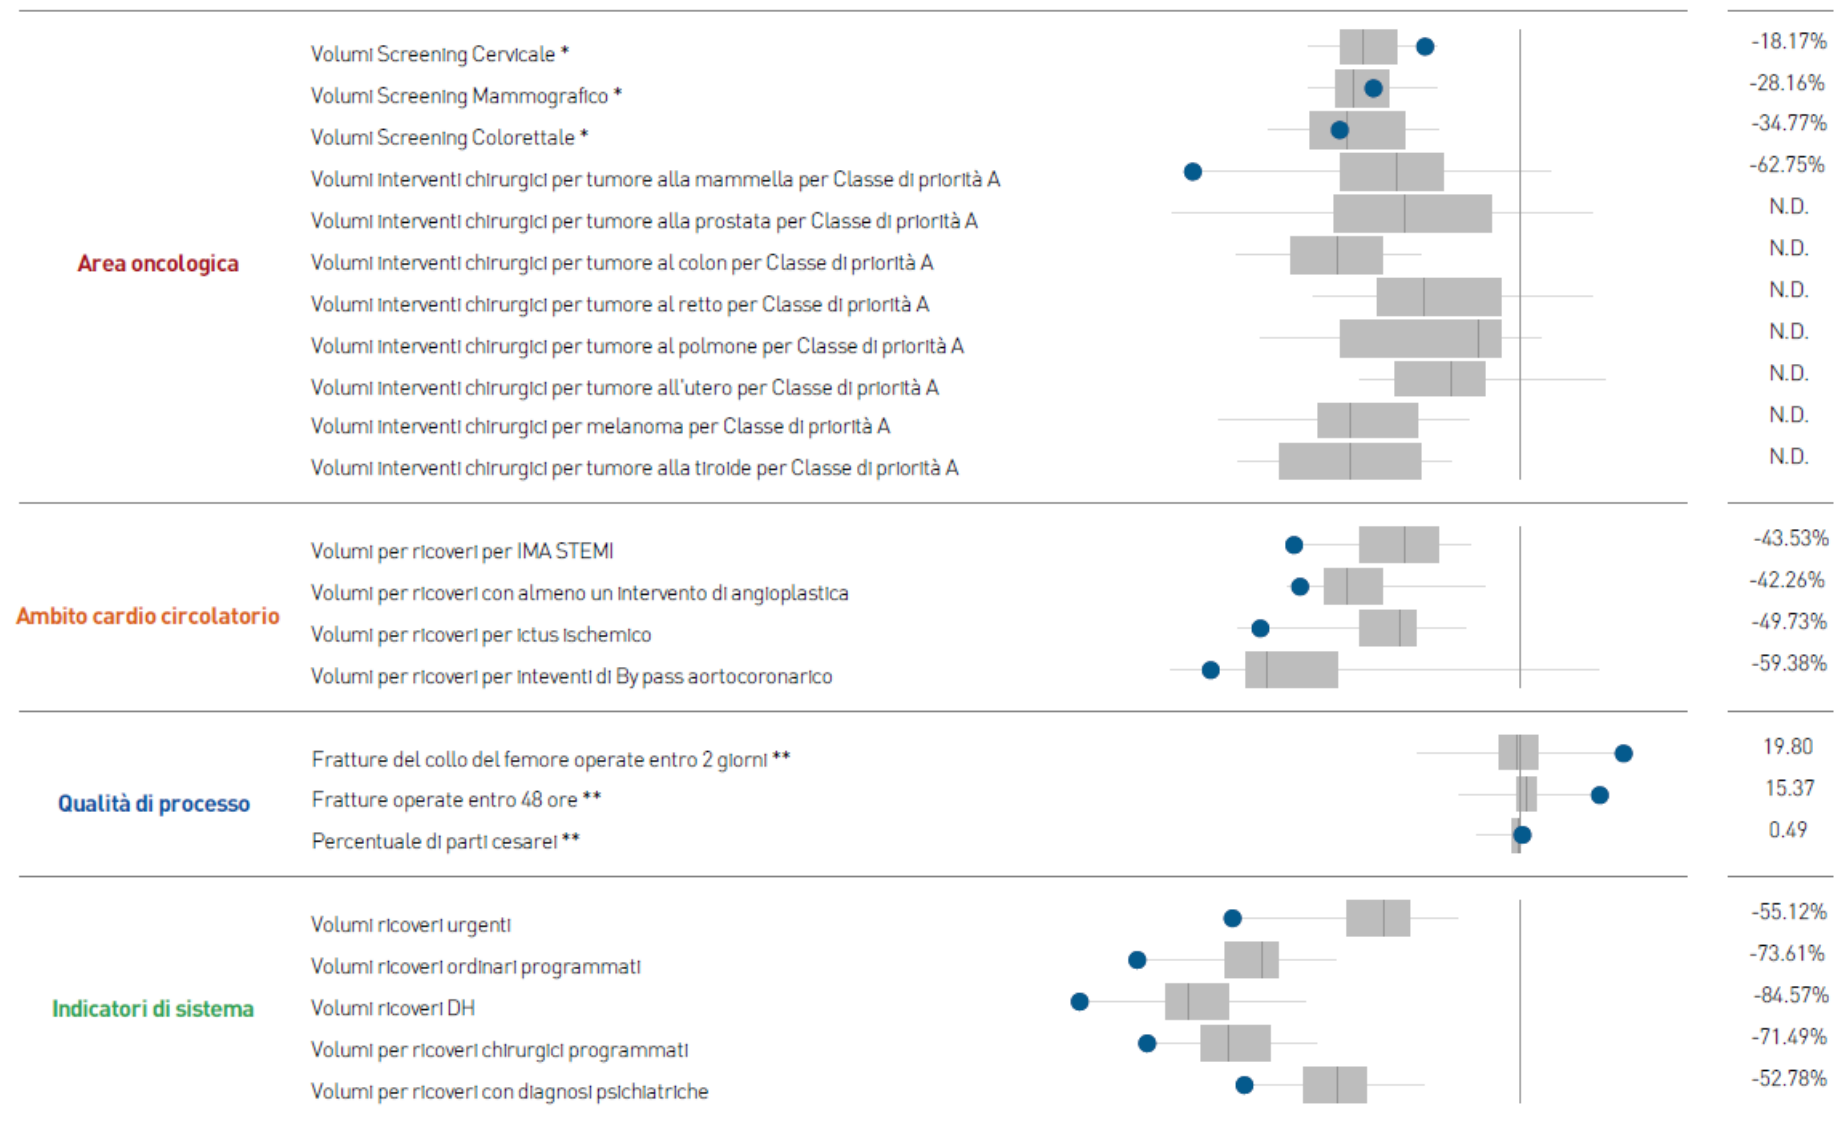 Volumi Screening Cervicale * -18.17%
Volumi Screening Mammografico * -28.16%
Volumi Screening Colorettale * -34.77%
Volumi interventi chirurgici per tumore alla mammella per Classe di priorità A -62.75%
Volumi interventi chirurgici per tumore alla prostata per Classe di priorità A N.D.
Area oncologica Volumi interventi chirurgici per tumore al colon per Classe di priorità A N.D.
Volumi interventi chirurgici per tumore al retto per Classe di priorità A N.D.
Volumi interventi chirurgici per tumore al polmone per Classe di priorità A N.D.
Volumi interventi chirurgici per tumore all'utero per Classe di priorità A N.D.
Volumi interventi chirurgici per melanoma per Classe di priorità A N.D.
Volumi interventi chirurgici per tumore alla tiroide per Classe di priorità A N.D.
Volumi per ricoveri per IMA STEMI -43.53%
Volumi per ricoveri con almeno un intervento di angioplastica -42.26%
Ambito cardio circolatorio Volumi per ricoveri per ictus ischemico -49.73%
Volumi per ricoveri per inteventi di By pass aortocoronarico -59.38%
Fratture del collo del femore operate entro 2 giorni ** 19.80
Qualità di processo Fratture operate entro 48 ore ** 15.37
Percentuale di parti cesarei ** 0.49
Volumi ricoveri urgenti -55.12%
Volumi ricoveri ordinari programmati -73.61%
Indicatori di sistema Volumi ricoveri DH -84.57%
Volumi per ricoveri chirurgici programmati -71.49%
Volumi per ricoveri con diagnosi psichiatriche -52.78%